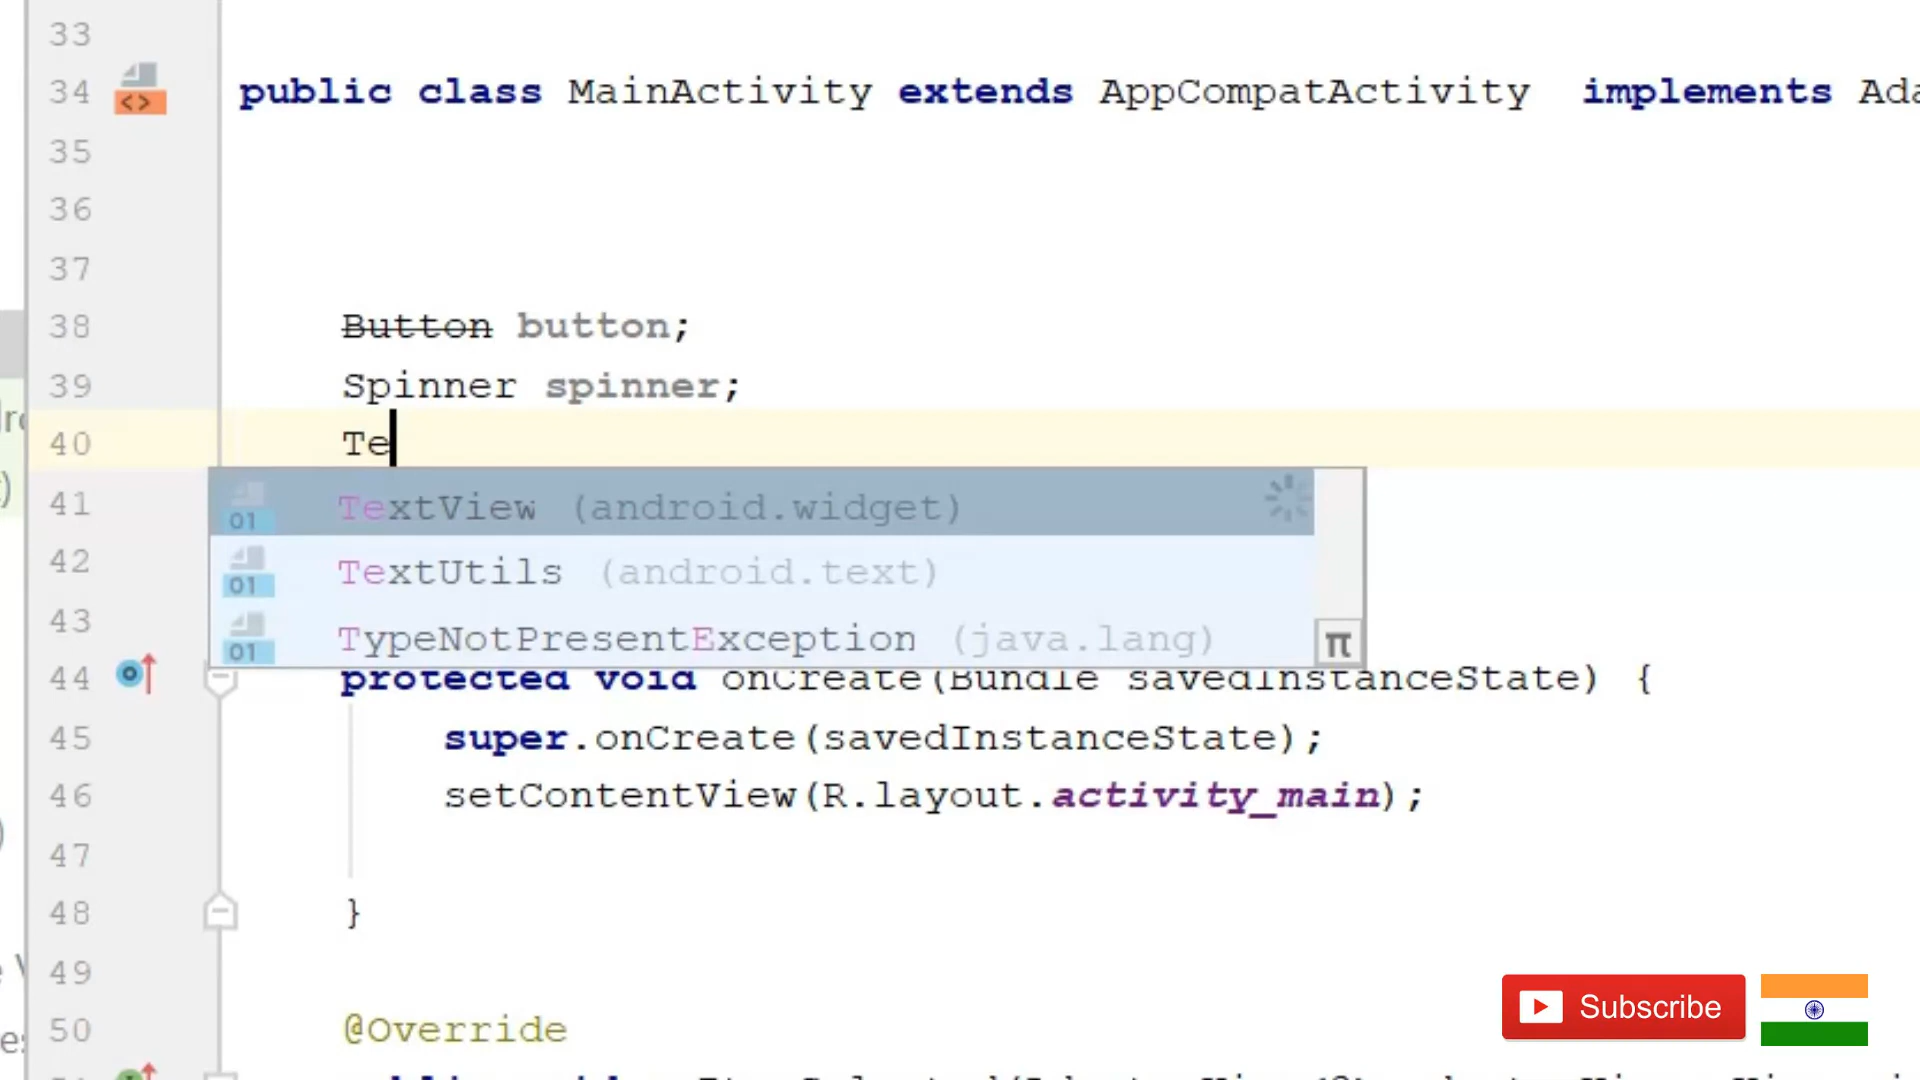 33
34 public class MainActivity extends AppCompatActivity implements Ada
35
36
37
38 Button button;
39 Spinner spinner;
40 Te
41 TextView (android.widget)
42 TextUtils (android.text)
43 TypeNotPresentException (java.lang) π
44 protected void onCreate(Bundle savedInstanceState) {
45 super.onCreate(savedInstanceState);
46 setContentView(R.layout.activity_main);
47
48 }
49
50 @Override
Subscribe